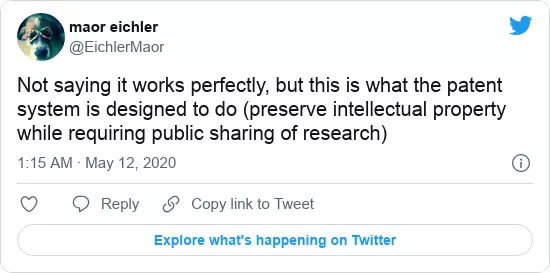 maor eichler
@EichlerMaor
Not saying it works perfectly, but this is what the patent
system is designed to do (preserve intellectual property
while requiring public sharing of research)
1:15 AM · May 12, 2020
Reply
Copy link to Tweet
Explore what's happening on Twitter